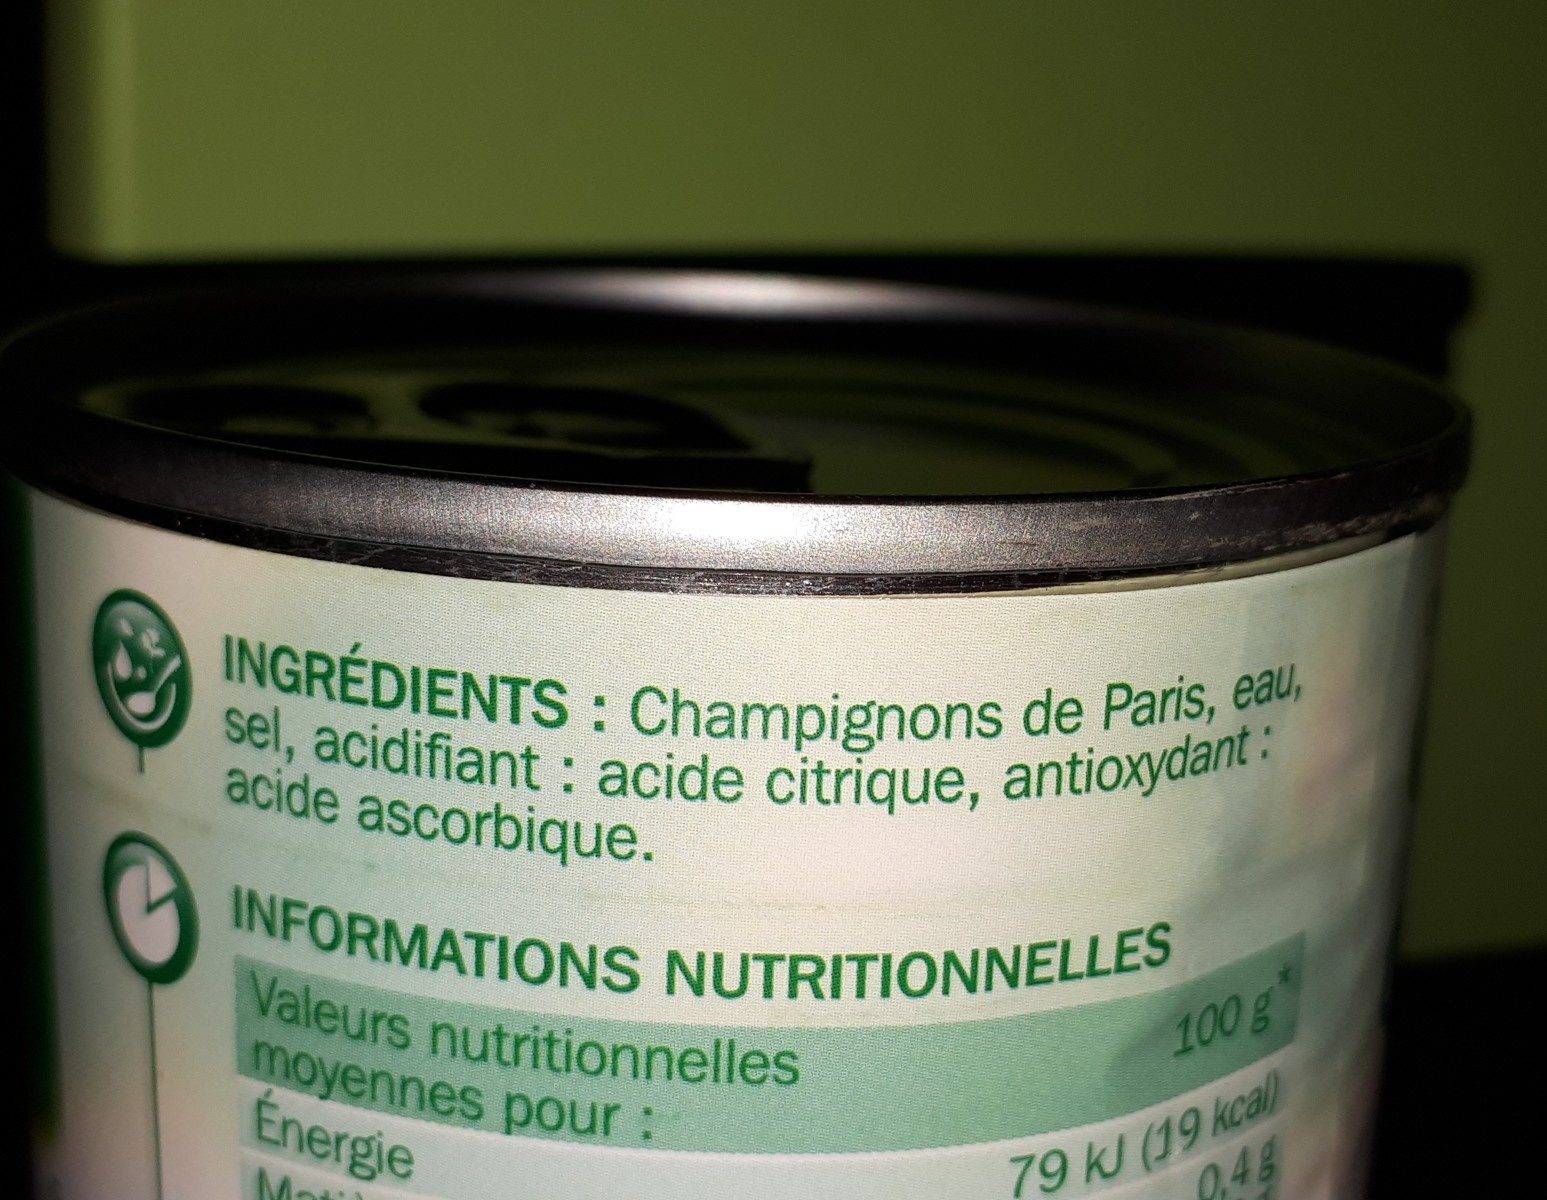 INGRÉDIENTS : Champignons de Paris, eau,
sel, acidifiant : acide citrique, antioxydant :
acide ascorbique.
INFORMATIONS NUTRITIONNELLES
Valeurs nutritionnelles
moyennes pour :
100 g*
Énergie 79 kJ (19 kcal)
0,4 g